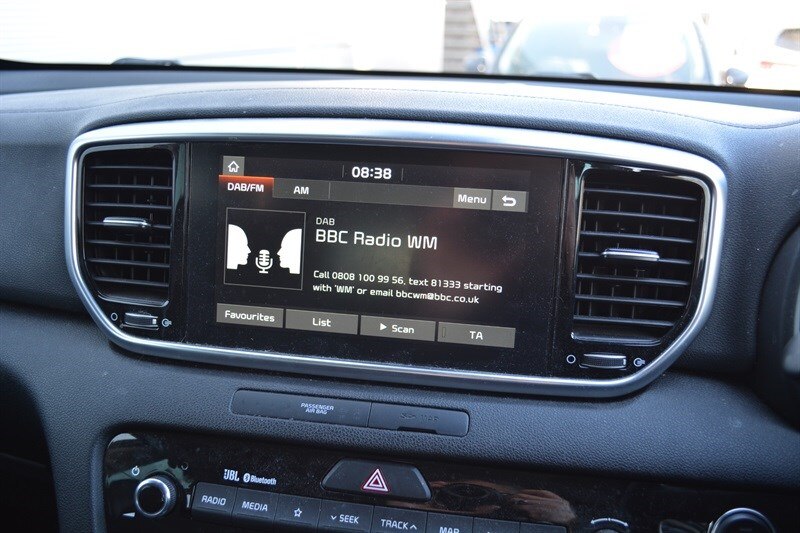 08:38
DAB/FM AM Menu
DAB
BBC Radio WM
Call 0808 100 99 56, text 81333 starting
with 'WM' or email bbcwm@bbc.co.uk
Favourites List Scan TA
PASSENGER
AIR BAG
JBL Bluetooth
RADIO MEDIA SEEK TRACK MAP